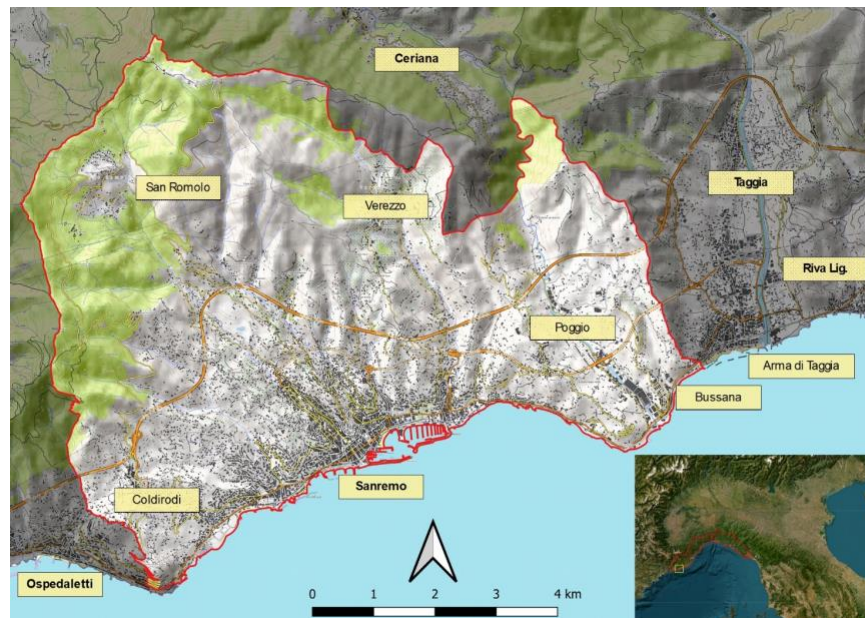 Ceriana
San Romolo
Verezzo
Taggia
Riva Lig.
Poggio
Arma di Taggia
Bussana
Coldirodi
Sanremo
Ospedaletti
0 1 2 3 4 km